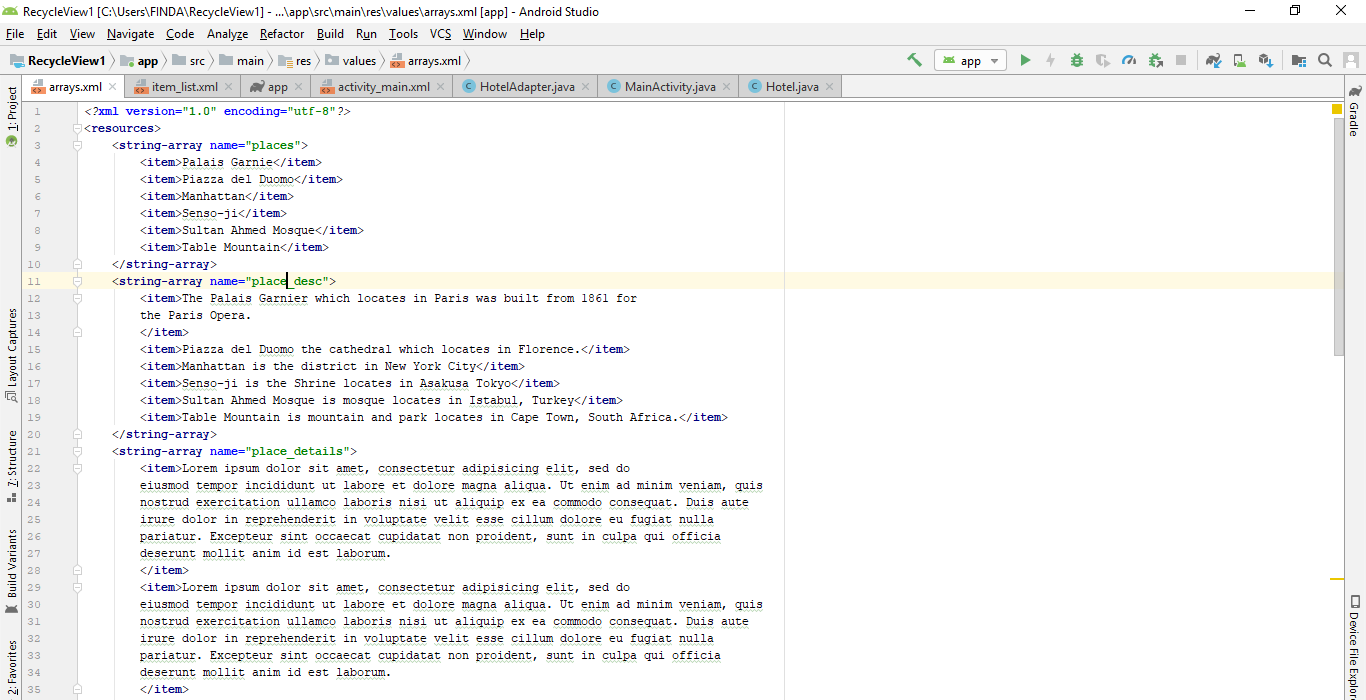 RecycleView1 [C:\Users\FINDA\RecycleView1] - ...\app\src\main\res\values\arrays.xml [app] - Android Studio
File Edit View Navigate Code Analyze Refactor Build Run Tools VCS Window Help
RecycleView1 app src main res values arrays.xml app
arrays.xml item_list.xml app activity_main.xml HotelAdapter.java MainActivity.java Hotel.java
1: Project
Layout Captures
7: Structure
Build Variants
2: Favorites
1 <?xml version="1.0" encoding="utf-8"?>
2 <resources>
3 <string-array name="places">
4 <item>Palais Garnie</item>
5 <item>Piazza del Duomo</item>
6 <item>Manhattan</item>
7 <item>Senso-ji</item>
8 <item>Sultan Ahmed Mosque</item>
9 <item>Table Mountain</item>
10 </string-array>
11 <string-array name="place_desc">
12 <item>The Palais Garnier which locates in Paris was built from 1861 for
13 the Paris Opera.
14 </item>
15 <item>Piazza del Duomo the cathedral which locates in Florence.</item>
16 <item>Manhattan is the district in New York City</item>
17 <item>Senso-ji is the Shrine locates in Asakusa Tokyo</item>
18 <item>Sultan Ahmed Mosque is mosque locates in Istabul, Turkey</item>
19 <item>Table Mountain is mountain and park locates in Cape Town, South Africa.</item>
20 </string-array>
21 <string-array name="place_details">
22 <item>Lorem ipsum dolor sit amet, consectetur adipisicing elit, sed do
23 eiusmod tempor incididunt ut labore et dolore magna aliqua. Ut enim ad minim veniam, quis
24 nostrud exercitation ullamco laboris nisi ut aliquip ex ea commodo consequat. Duis aute
25 irure dolor in reprehenderit in voluptate velit esse cillum dolore eu fugiat nulla
26 pariatur. Excepteur sint occaecat cupidatat non proident, sunt in culpa qui officia
27 deserunt mollit anim id est laborum.
28 </item>
29 <item>Lorem ipsum dolor sit amet, consectetur adipisicing elit, sed do
30 eiusmod tempor incididunt ut labore et dolore magna aliqua. Ut enim ad minim veniam, quis
31 nostrud exercitation ullamco laboris nisi ut aliquip ex ea commodo consequat. Duis aute
32 irure dolor in reprehenderit in voluptate velit esse cillum dolore eu fugiat nulla
33 pariatur. Excepteur sint occaecat cupidatat non proident, sunt in culpa qui officia
34 deserunt mollit anim id est laborum.
35 </item>
Gradle
Device File Explor